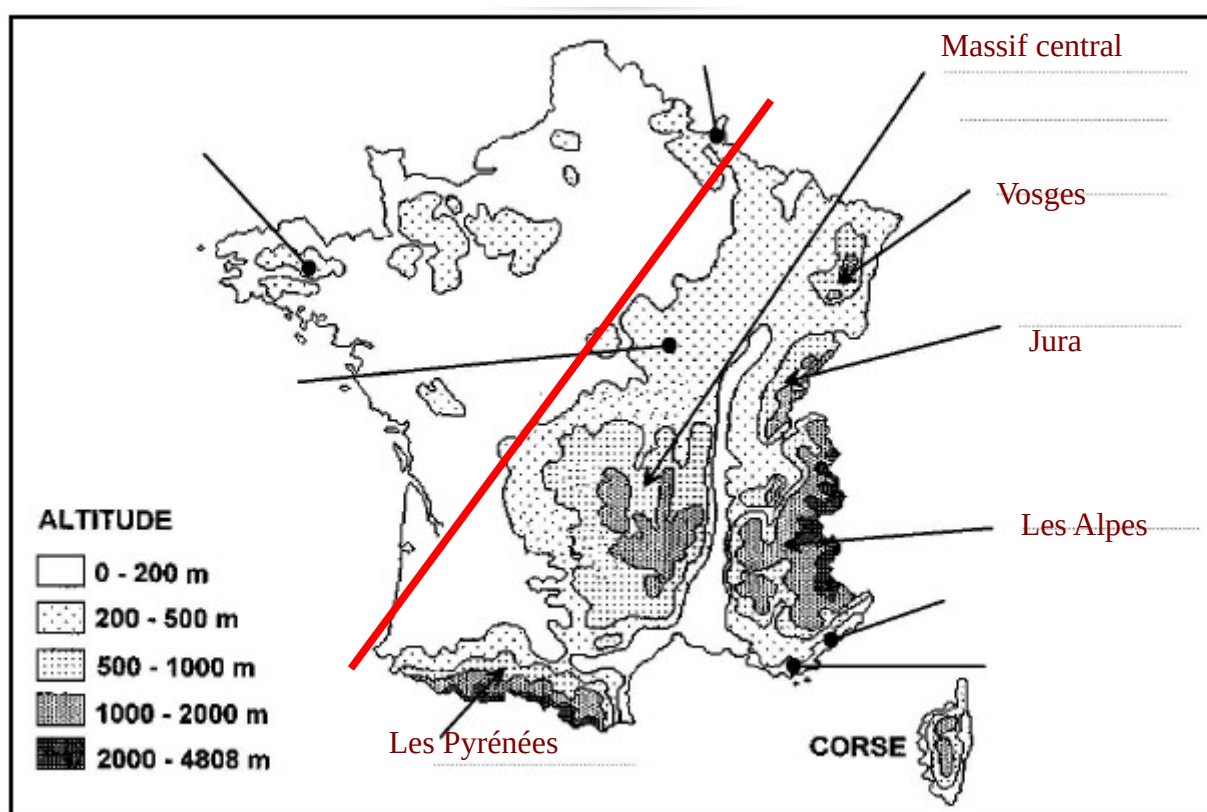 Massif central
Vosges
Jura
Les Alpes
ALTITUDE
0 - 200 m
200 - 500 m
500 - 1000 m
1000 - 2000 m
2000 - 4808 m
Les Pyrénées
CORSE